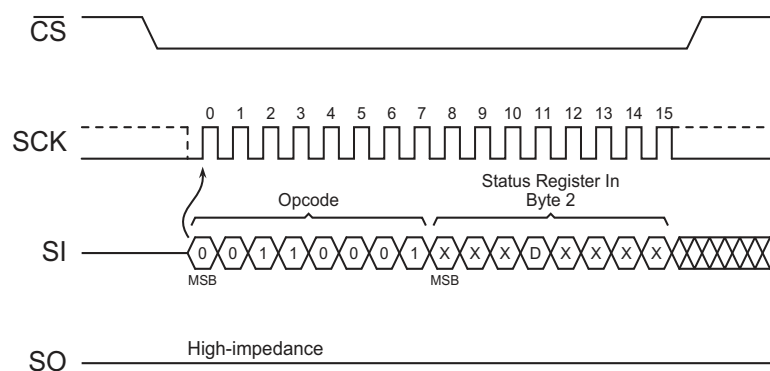 CS
0 1 2 3 4 5 6 7 8 9 10 11 12 13 14 15
SCK
Status Register In
Opcode Byte 2
SI 0 0 1 1 0 0 0 1 X X X D X X X X
MSB MSB
High-impedance
SO